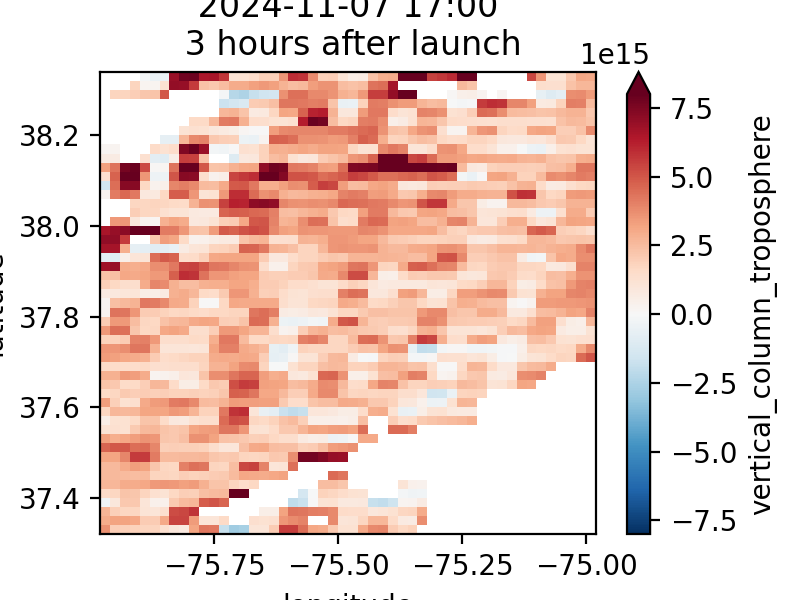 2024-11-07 17:00
3 hours after launch
1e15
38.2
38.0
37.8
37.6
37.4
−75.75 −75.50 −75.25 −75.00
longitude
latitude
7.5
5.0
2.5
0.0
−2.5
−5.0
−7.5
vertical_column_troposphere